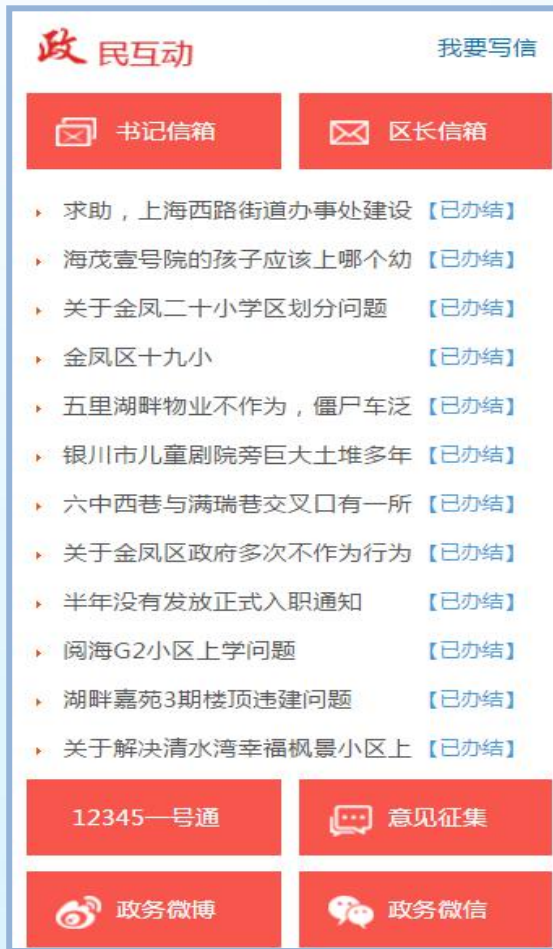 政民互动 我要写信
书记信箱 区长信箱
求助，上海西路街道办事处建设 【已办结】
海茂壹号院的孩子应该上哪个幼 【已办结】
关于金凤二十小学区划分问题 【已办结】
金凤区十九小 【已办结】
五里湖畔物业不作为，僵尸车泛 【已办结】
银川市儿童剧院旁巨大土堆多年 【已办结】
六中西巷与满瑞巷交叉口有一所 【已办结】
关于金凤区政府多次不作为行为 【已办结】
半年没有发放正式入职通知 【已办结】
阅海G2小区上学问题 【已办结】
湖畔嘉苑3期楼顶违建问题 【已办结】
关于解决清水湾幸福枫景小区上 【已办结】
12345一号通 意见征集
政务微博 政务微信